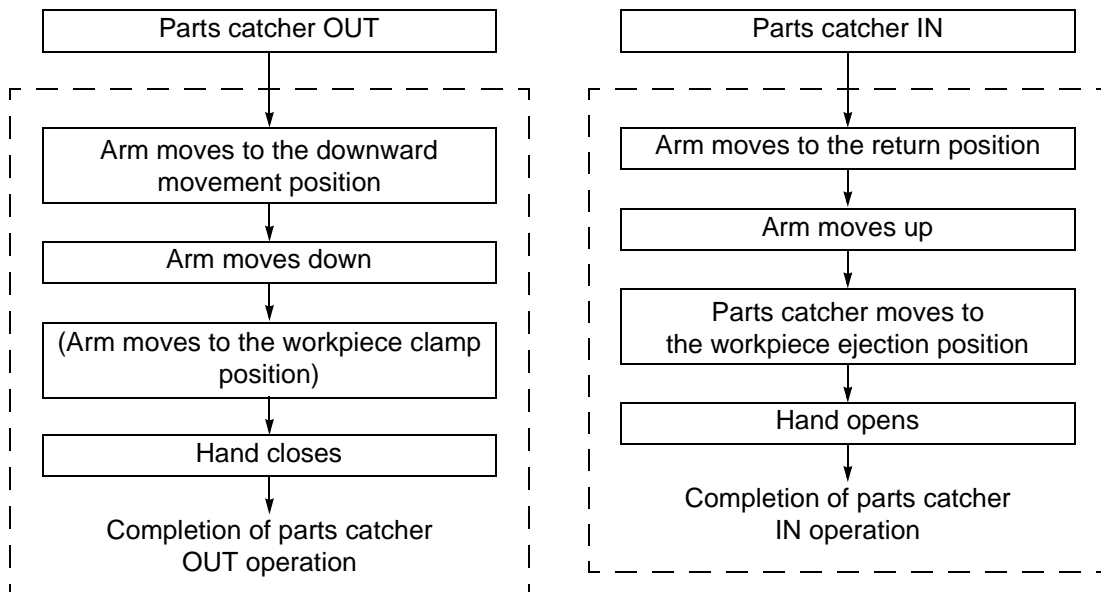 Parts catcher OUT
Arm moves to the downward
movement position
Arm moves down
(Arm moves to the workpiece clamp
position)
Hand closes
Completion of parts catcher
OUT operation
Parts catcher IN
Arm moves to the return position
Arm moves up
Parts catcher moves to
the workpiece ejection position
Hand opens
Completion of parts catcher
IN operation